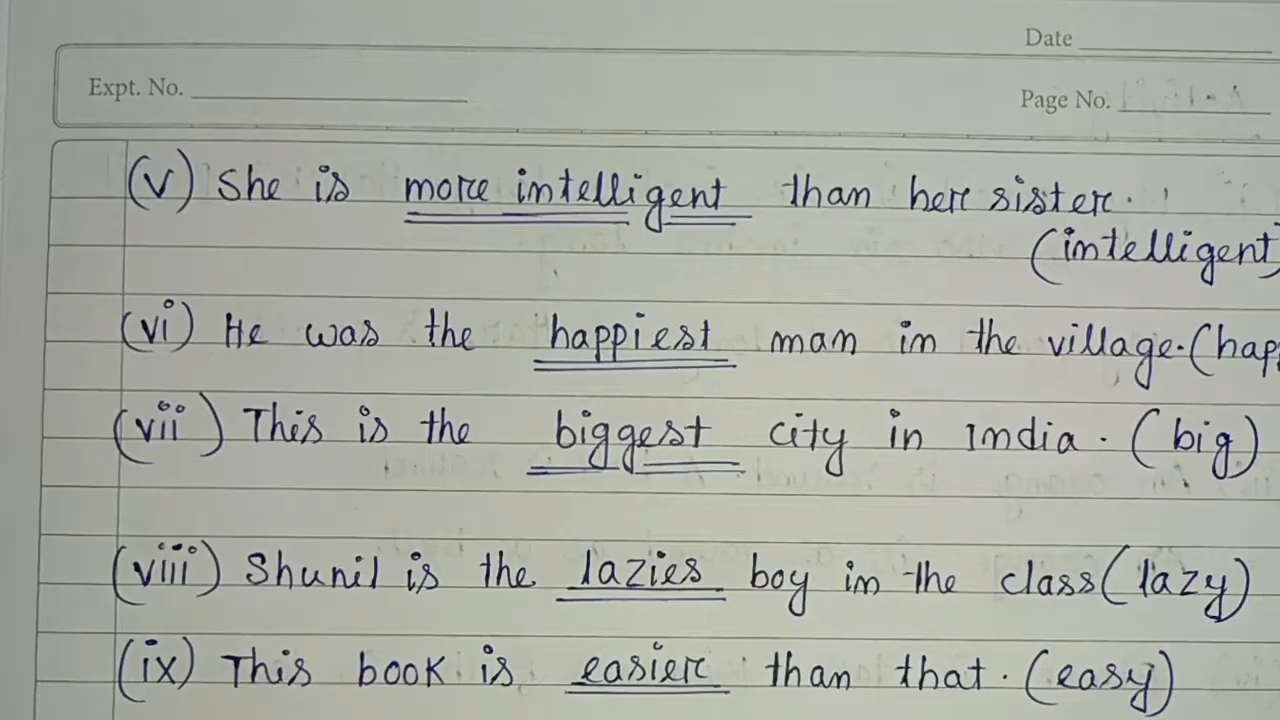 Date
Expt. No.
Page No.
(v) She is more intelligent than her sister.
(intelligent)
(vi) He was the happiest man in the village. (hap
(vii) This is the biggest city in India. (big)
(viii) Shunil is the lazies boy in the class (lazy)
(ix) This book is easier than that. (easy)